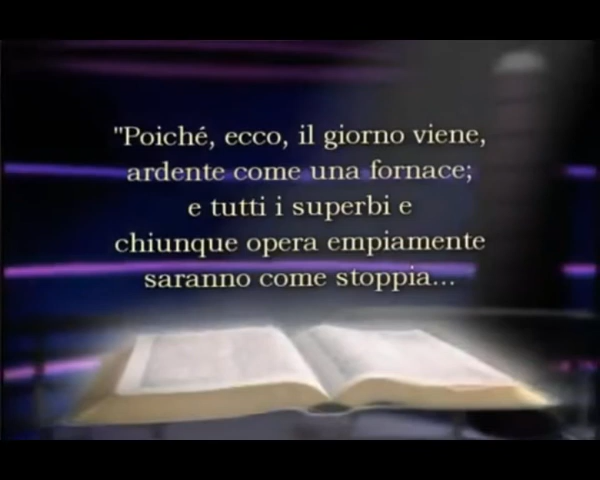 "Poiché, ecco, il giorno viene,
ardente come una fornace;
e tutti i superbi e
chiunque opera empiamente
saranno come stoppia...